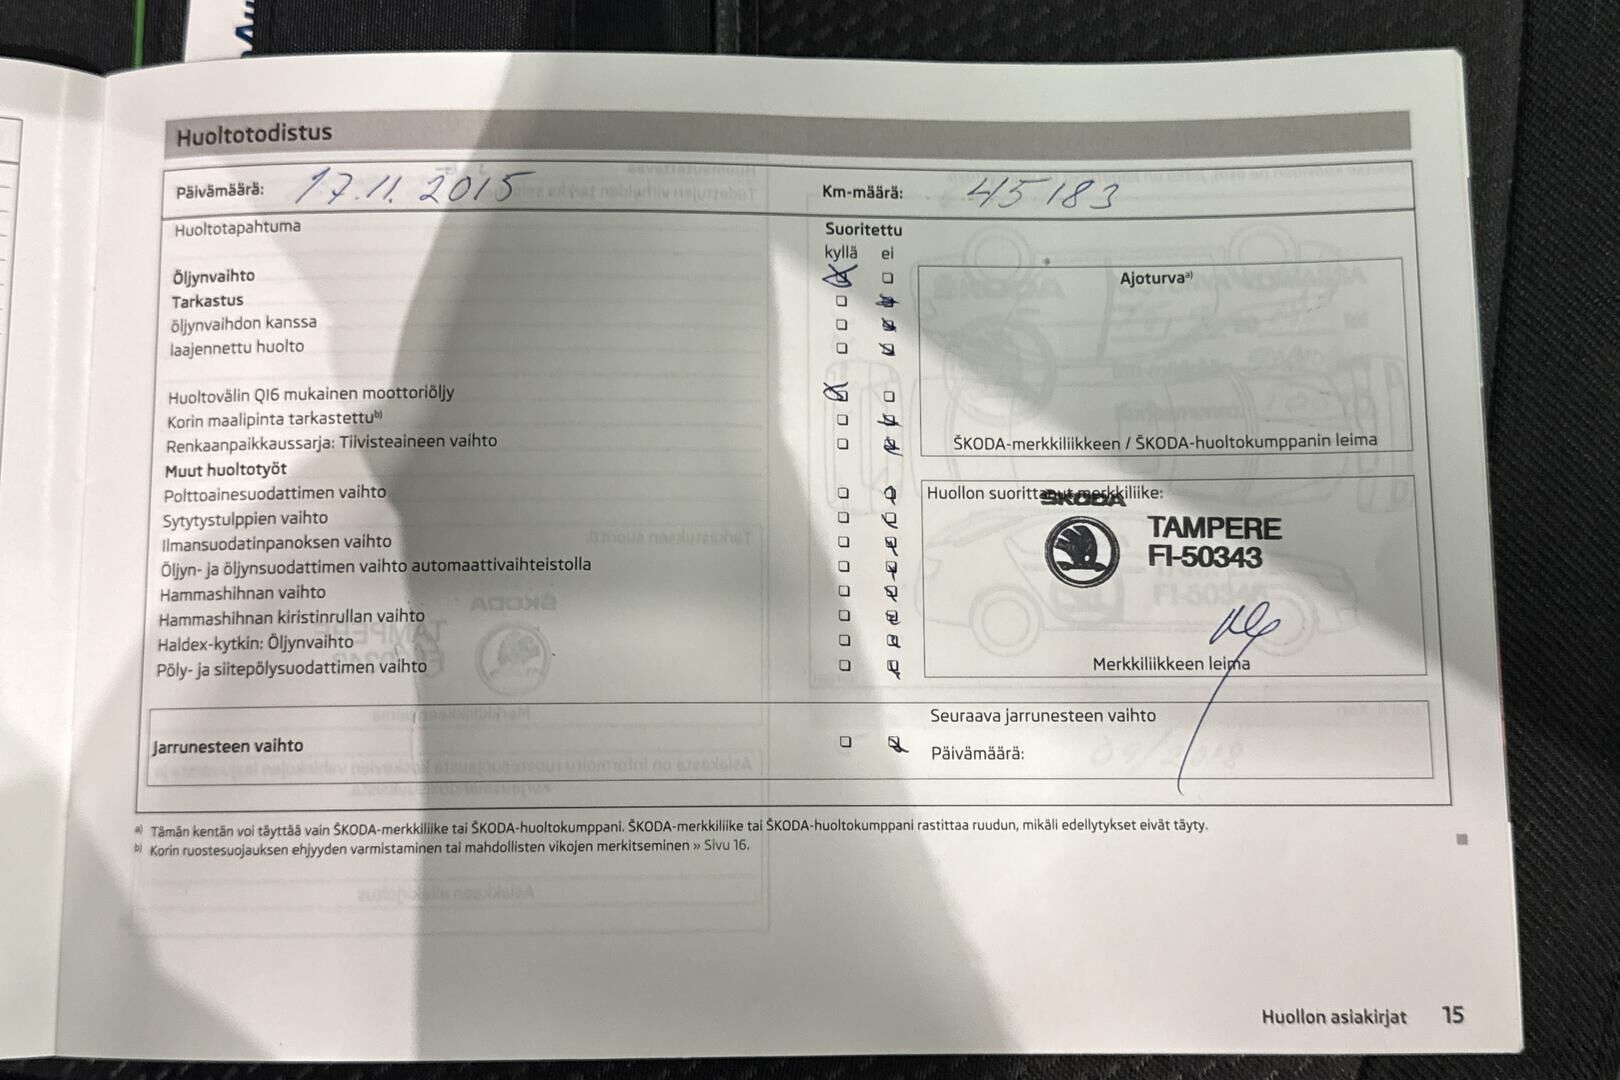 Huoltotodistus
Päivämäärä: 17.11.2015 Km-määrä: 45 183
Huoltotapahtuma Suoritettu
kyllä ei
Öljynvaihto
Ajoturva a)
Tarkastus
öljynvaihdon kanssa
laajennettu huolto
Huoltovälin QI6 mukainen moottoriöljy
Korin maalipinta tarkastettu b)
Renkaanpaikkaussarja: Tiivisteaineen vaihto
ŠKODA-merkkiliikkeen / ŠKODA-huoltokumppanin leima
Muut huoltotyöt
Polttoainesuodattimen vaihto
Huollon suorittanut merkkiliike:
ŠKODA
Sytytystulppien vaihto
TAMPERE
Ilmansuodatinpanoksen vaihto
FI-50343
Öljyn- ja öljynsuodattimen vaihto automaattivaihteistolla
Hammashihnan vaihto
Hammashihnan kiristinrullan vaihto
Haldex-kytkin: Öljynvaihto
Pöly- ja siitepölysuodattimen vaihto
Merkkiliikkeen leima
Seuraava jarrunesteen vaihto
Jarrunesteen vaihto
Päivämäärä:
a) Tämän kentän voi täyttää vain ŠKODA-merkkiliike tai ŠKODA-huoltokumppani. ŠKODA-merkkiliike tai ŠKODA-huoltokumppani rastittaa ruudun, mikäli edellytykset eivät täyty.
b) Korin ruostesuojauksen ehjyyden varmistaminen tai mahdollisten vikojen merkitseminen » Sivu 16.
Huollon asiakirjat 15